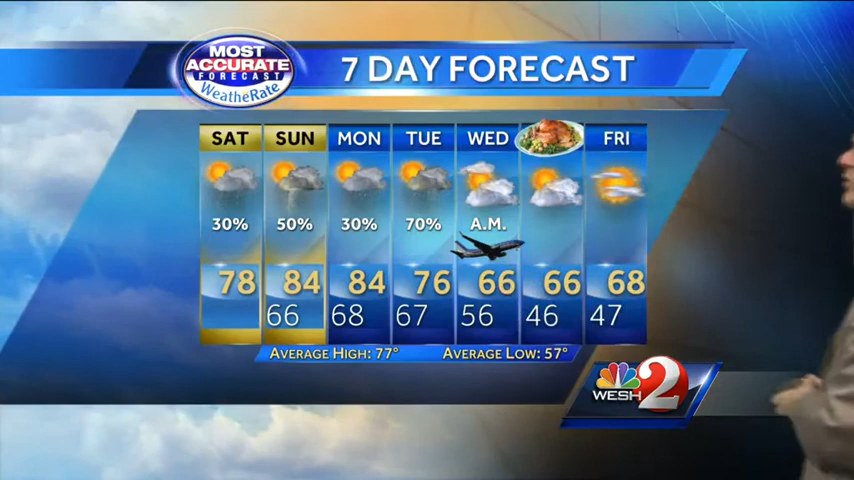 MOST
ACCURATE
FORECAST
WeatheRate
7 DAY FORECAST
SAT SUN MON TUE WED FRI
30% 50% 30% 70% A.M.
78 84 84 76 66 66 68
66 68 67 56 46 47
AVERAGE HIGH: 77° AVERAGE LOW: 57°
WESH 2